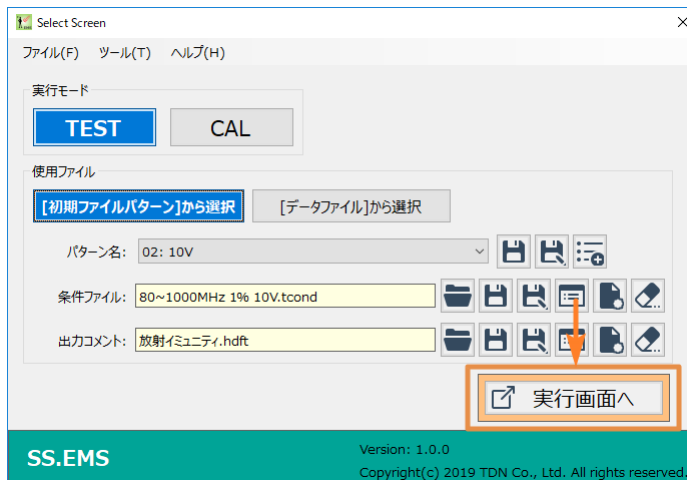 Select Screen
ファイル(F) ツール(T) ヘルプ(H)
実行モード
TEST CAL
使用ファイル
[初期ファイルパターン]から選択 [データファイル]から選択
パターン名: 02: 10V
条件ファイル: 80~1000MHz 1% 10V.tcond
出力コメント: 放射イミュニティ.hdft
実行画面へ
SS.EMS
Version: 1.0.0
Copyright(c) 2019 TDN Co., Ltd. All rights reserved.